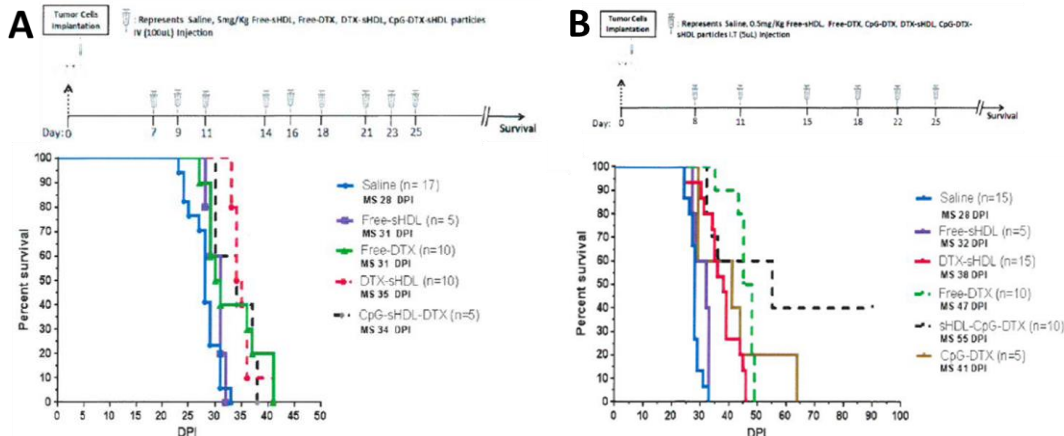 A
Tumor Cells
Implantation
: Represents Saline, 5mg/Kg Free-sHDL, Free-DTX, DTX-sHDL, CpG-DTX-sHDL particles
IV (100uL) Injection
Day: 0 7 9 11 14 16 18 21 23 25
Survival
Percent survival
100
90
80
70
60
50
40
30
20
10
0
0 5 10 15 20 25 30 35 40 45 50
DPI
Saline (n= 17)
MS 28 DPI
Free-sHDL (n= 5)
MS 31 DPI
Free-DTX (n=10)
MS 31 DPI
DTX-sHDL (n=10)
MS 35 DPI
CpG-sHDL-DTX (n=5)
MS 34 DPI
B
Tumor Cells
Implantation
: Represents Saline, 0.5mg/Kg Free-sHDL, Free-DTX, CpG-DTX, DTX-sHDL, CpG-DTX-
sHDL particles I.T (5uL) Injection
Day: 0 8 11 15 18 22 25
Survival
Percent survival
100
90
80
70
60
50
40
30
20
10
0
0 10 20 30 40 50 60 70 80 90 100
DPI
Saline (n=15)
MS 28 DPI
Free-sHDL (n=5)
MS 32 DPI
DTX-sHDL (n=15)
MS 38 DPI
Free-DTX (n=10)
MS 47 DPI
sHDL-CpG-DTX (n=10)
MS 55 DPI
CpG-DTX (n=5)
MS 41 DPI